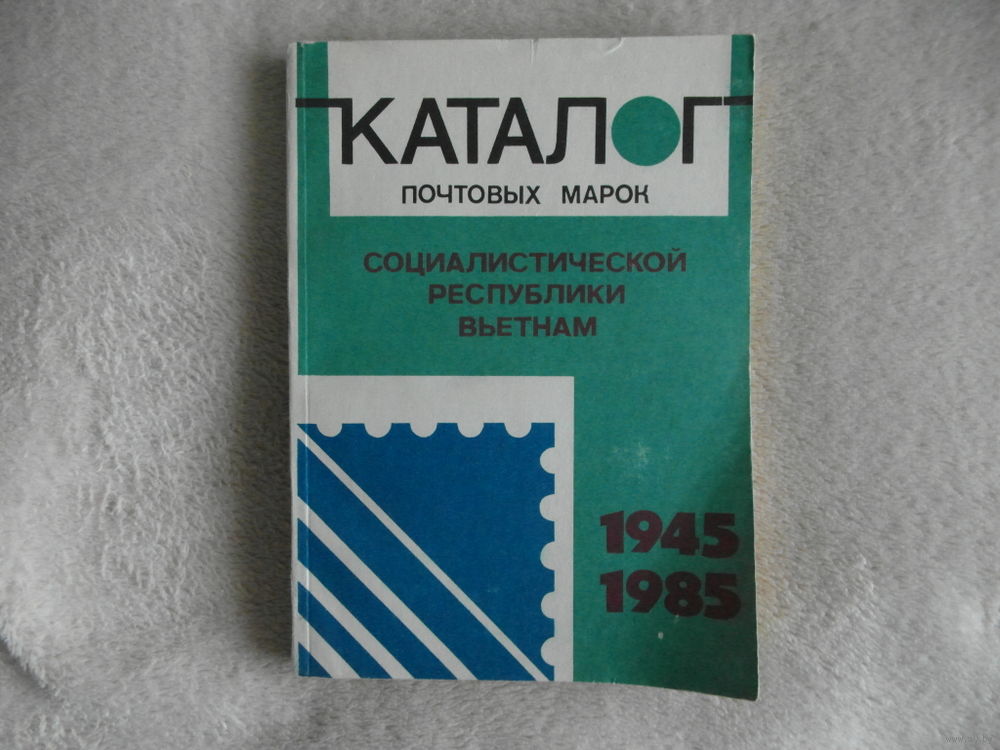 КАТАЛОГ
ПОЧТОВЫХ МАРОК
СОЦИАЛИСТИЧЕСКОЙ
РЕСПУБЛИКИ
ВЬЕТНАМ
1945
1985